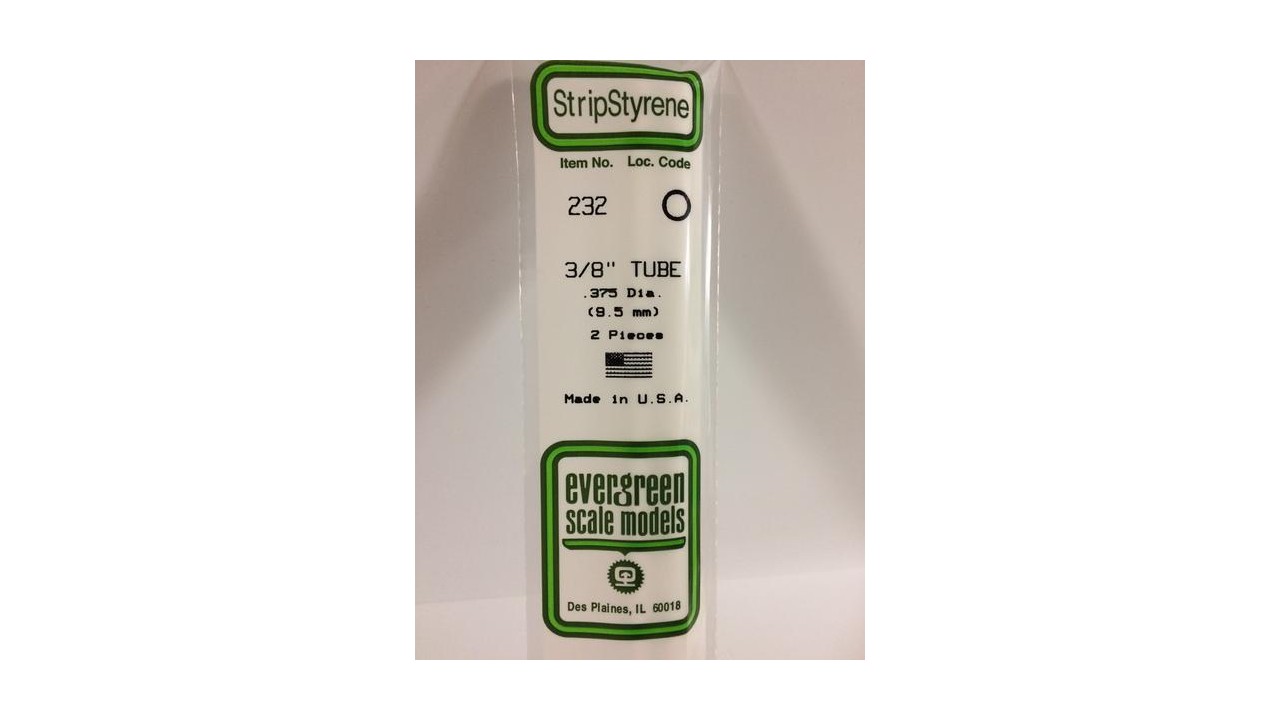 StripStyrene
Item No. Loc. Code
232
3/8" TUBE
.375 Dia.
(9.5 mm)
2 Pieces
Made in U.S.A.
evergreen
scale models
Des Plaines, IL 60018